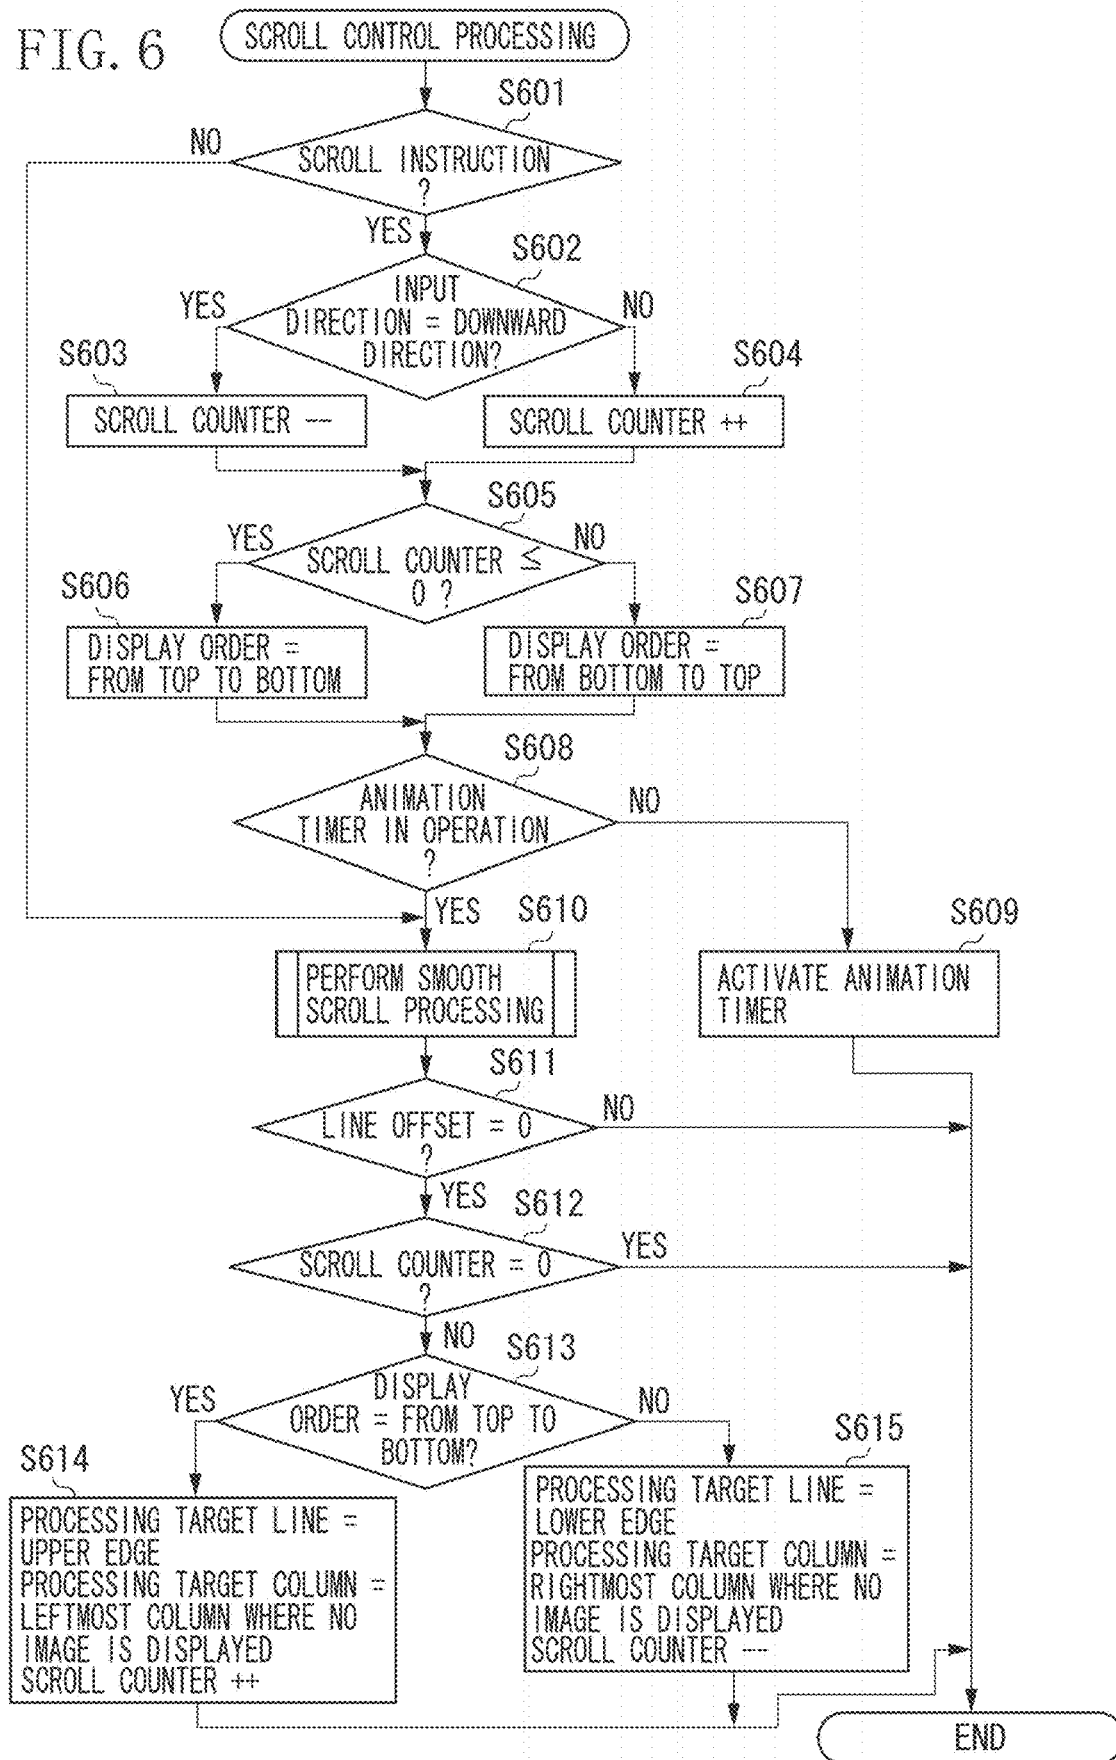 FIG. 6
SCROLL CONTROL PROCESSING
S601
NO
SCROLL INSTRUCTION
?
YES
S602
YES
INPUT
DIRECTION = DOWNWARD
DIRECTION?
NO
S603
SCROLL COUNTER --
S604
SCROLL COUNTER ++
S605
YES
SCROLL COUNTER ≤
0 ?
NO
S606
DISPLAY ORDER =
FROM TOP TO BOTTOM
S607
DISPLAY ORDER =
FROM BOTTOM TO TOP
S608
ANIMATION
TIMER IN OPERATION
?
NO
YES
S610
PERFORM SMOOTH
SCROLL PROCESSING
S609
ACTIVATE ANIMATION
TIMER
S611
LINE OFFSET = 0
?
NO
YES
S612
SCROLL COUNTER = 0
?
YES
NO
S613
YES
DISPLAY
ORDER = FROM TOP TO
BOTTOM?
NO
S614
PROCESSING TARGET LINE =
UPPER EDGE
PROCESSING TARGET COLUMN =
LEFTMOST COLUMN WHERE NO
IMAGE IS DISPLAYED
SCROLL COUNTER ++
S615
PROCESSING TARGET LINE =
LOWER EDGE
PROCESSING TARGET COLUMN =
RIGHTMOST COLUMN WHERE NO
IMAGE IS DISPLAYED
SCROLL COUNTER --
END